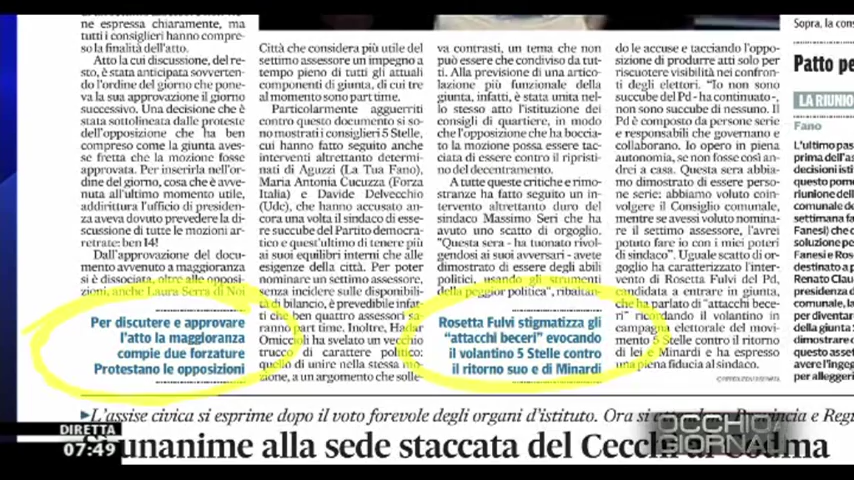 ne espressa chiaramente, ma
tutti i consiglieri hanno compre-
so la finalità dell'atto.
Atto la cui discussione, del re-
sto, è stata anticipata sovverten-
do l'ordine del giorno che pone-
va la sua approvazione il giorno
successivo. Una decisione che è
stata sottolineata dalle proteste
dell'opposizione che ha ben
compreso come la giunta aves-
se fretta che la mozione fosse
approvata. Per inserirla nell'or-
dine del giorno, cosa che è avve-
nuta all'ultimo momento utile,
addirittura l'ufficio di presiden-
za aveva dovuto prevedere la di-
scussione di tutte le mozioni ar-
retrate: ben 14!
Dall'approvazione del docu-
mento avvenuto a maggioranza
si è dissociata, oltre alle opposi-
zioni, anche Laura Serra di Noi
Per discutere e approvare
l'atto la maggioranza
compie due forzature
Protestano le opposizioni
Città che considera più utile del
settimo assessore un impegno a
tempo pieno di tutti gli attuali
componenti di giunta, di cui tre
al momento sono part time.
Particolarmente agguerriti
contro questo documento si so-
no mostrati i consiglieri 5 Stelle,
cui hanno fatto seguito anche
interventi altrettanto determi-
nati di Aguzzi (La Tua Fano),
Maria Antonia Cucuzza (Forza
Italia) e Davide Delvecchio
(Udc), che hanno accusato anco-
ra una volta il sindaco di esse-
re succube del Partito democra-
tico e quest'ultimo di tenere più
ai suoi equilibri interni che alle
esigenze della città. Per poter
nominare un settimo assessore,
senza incidere sulle disponibilità
di bilancio, è prevedibile infat-
ti che quattro assessori sa-
ranno part time. Inoltre, Hadar
Omiccioli ha svelato un vecchio
trucco di carattere politico:
quello di unire nella stessa mo-
zione, a un argomento che solle-
va contrasti, un tema che non
può essere che condiviso da tut-
ti. Alla previsione di una artico-
lazione più funzionale della
giunta, infatti, è stata unita nel-
lo stesso atto l'istituzione dei
consigli di quartiere, in modo
che l'opposizione che ha boccia-
to la mozione possa essere tac-
ciata di essere contro il ripristi-
no del decentramento.
A tutte queste critiche e rimo-
stranze ha fatto seguito un in-
tervento altrettanto duro del
sindaco Massimo Seri che ha
avuto uno scatto di orgoglio.
"Questa sera - ha tuonato rivol-
gendosi ai suoi avversari - avete
dimostrato di essere degli abili
politici, usando gli strumenti
della peggior politica", ribaltan-
Rosetta Fulvi stigmatizza gli
"attacchi beceri" evocando
il volantino 5 Stelle contro
il ritorno suo e di Minardi
do le accuse e tacciando l'oppo-
sizione di produrre atti solo per
riscuotere visibilità nei confron-
ti degli elettori. "Io non sono
succube del Pd - ha continuato -,
non sono succube di nessuno. Il
Pd è composto da persone serie
e responsabili che governano e
collaborano. Io opero in piena
autonomia, se non fosse così an-
drei a casa. Questa sera abbia-
mo dimostrato di essere perso-
ne serie: abbiamo voluto coin-
volgere il Consiglio comunale,
mentre se avessi voluto nomina-
re il settimo assessore, l'avrei
potuto fare io con i miei poteri
di sindaco". Uguale scatto di or-
goglio ha caratterizzato l'inter-
vento di Rosetta Fulvi del Pd,
candidata a entrare in giunta,
che ha parlato di "attacchi bece-
ri" ricordando il volantino in
campagna elettorale del movi-
mento 5 Stelle contro il ritorno
di lei e Minardi e ha espresso
piena fiducia al sindaco.
Sopra, la con
Patto pe
LA RIUNIO
Fano
L'ultimo pas
prima dell'as
decisioni ist
questo pome
riunione dell
comunale de
settimana fa
Fanesi) che
soluzione pe
Fanesi e Ros
destinato a p
Renato Clau
comunale, la
per divenire
della giunta
diversi mesi
avere l'inge
per allegger
►L'assise civica si esprime dopo il voto forevole degli organi d'istituto. Ora si Provincia e Regi
unanime alla sede staccata del Cecchi di Coltima
DIRETTA
07:49
OCCHIO
GIORNALI